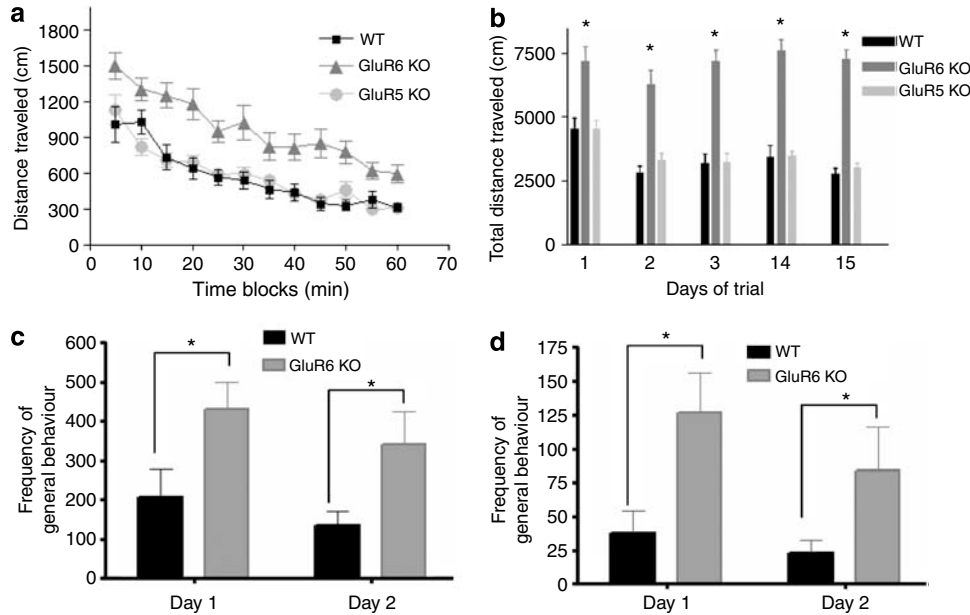 a
Distance traveled (cm)
1800
1500
1200
900
600
300
0
WT
GluR6 KO
GluR5 KO
0 10 20 30 40 50 60 70
Time blocks (min)
b
Total distance traveled (cm)
7500
5000
2500
0
* * * * *
WT
GluR6 KO
GluR5 KO
1 2 3 14 15
Days of trial
c
Frequency of
general behaviour
600
500
400
300
200
100
0
WT
GluR6 KO
* *
Day 1 Day 2
d
Frequency of
general behaviour
175
150
125
100
75
50
25
0
WT
GluR6 KO
* *
Day 1 Day 2